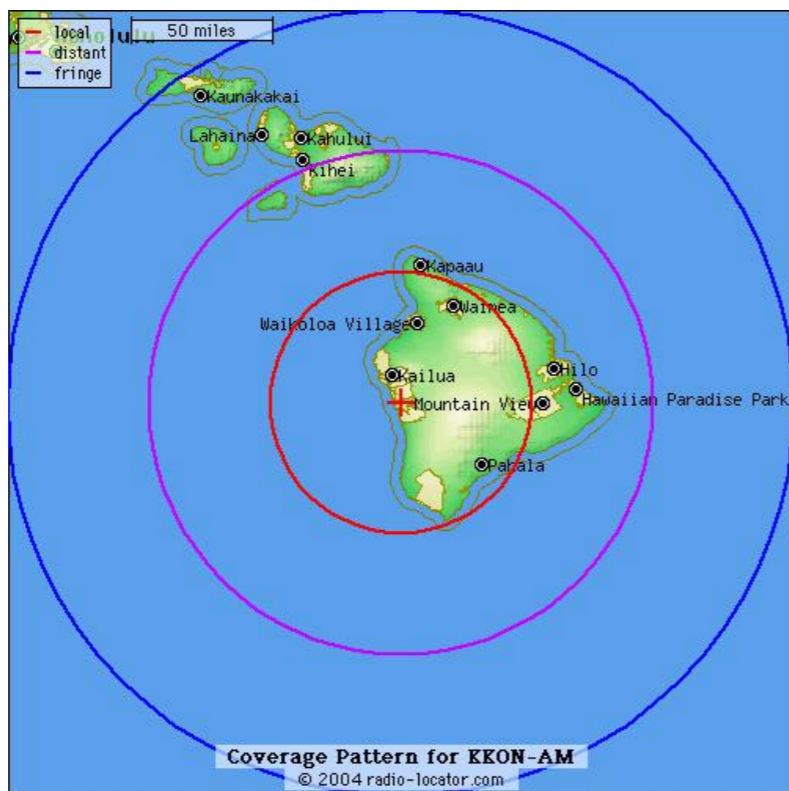 local
distant
fringe
50 miles
Kaunakakai
Lahaina
Kahului
Kihei
Kapaau
Waimea
Waikoloa Village
Kailua
Hilo
Mountain View
Hawaiian Paradise Park
Pahala
Coverage Pattern for KKON-AM
© 2004 radio-locator.com